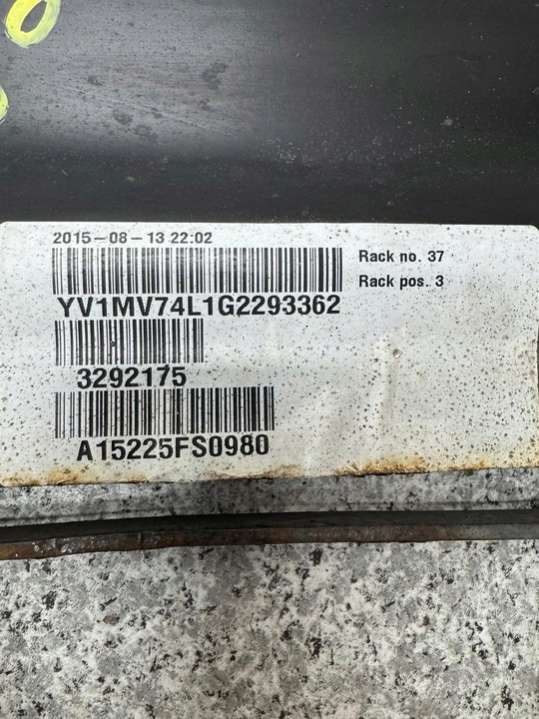 2015-08-13 22:02
Rack no. 37
Rack pos. 3
YV1MV74L1G2293362
3292175
A15225FS0980